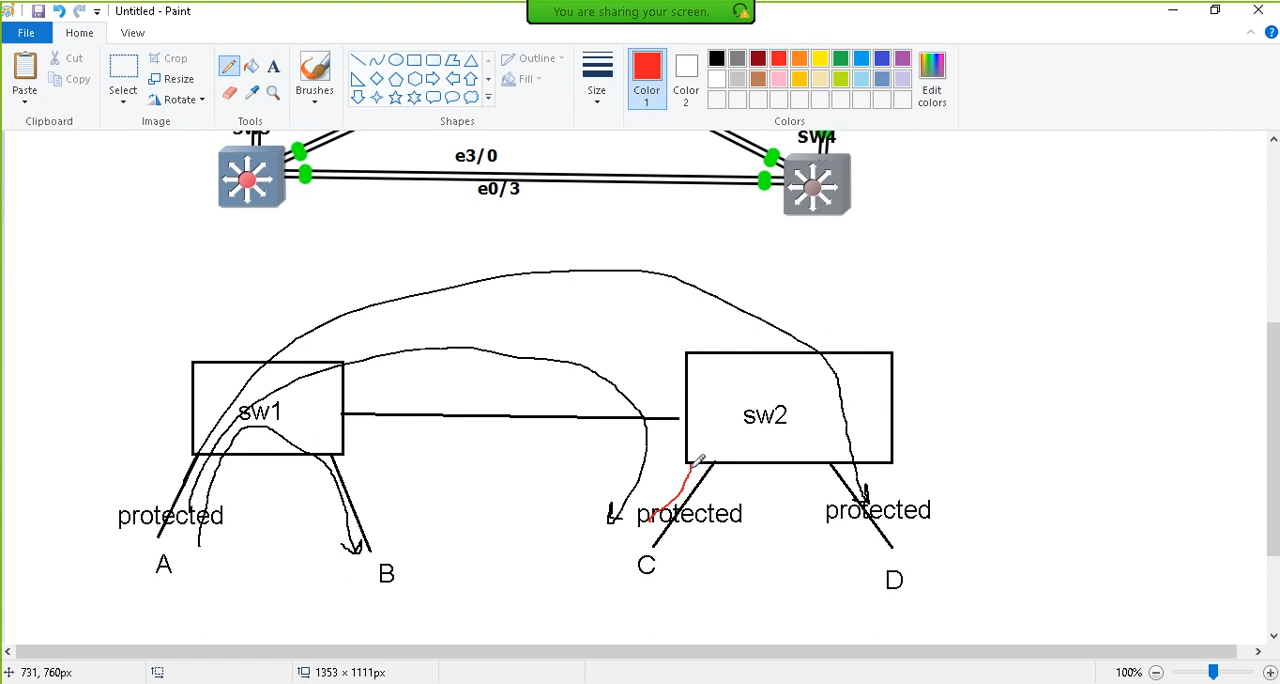 Untitled - Paint
You are sharing your screen.
File
Home
View
Paste
Cut
Copy
Clipboard
Select
Crop
Resize
Rotate
Image
A
Tools
Brushes
Shapes
Outline
Fill
Size
Color
1
Color
2
Edit
colors
Colors
SW4
e3/0
e0/3
sw1
sw2
protected
protected
protected
A
B
C
D
731, 760px
1353 × 1111px
100%